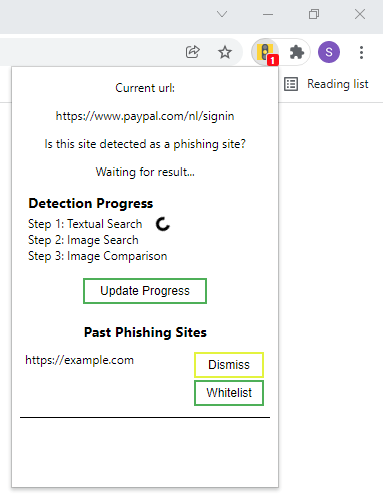 1
S
Reading list
Current url:
https://www.paypal.com/nl/signin
Is this site detected as a phishing site?
Waiting for result...
Detection Progress
Step 1: Textual Search
Step 2: Image Search
Step 3: Image Comparison
Update Progress
Past Phishing Sites
https://example.com
Dismiss
Whitelist